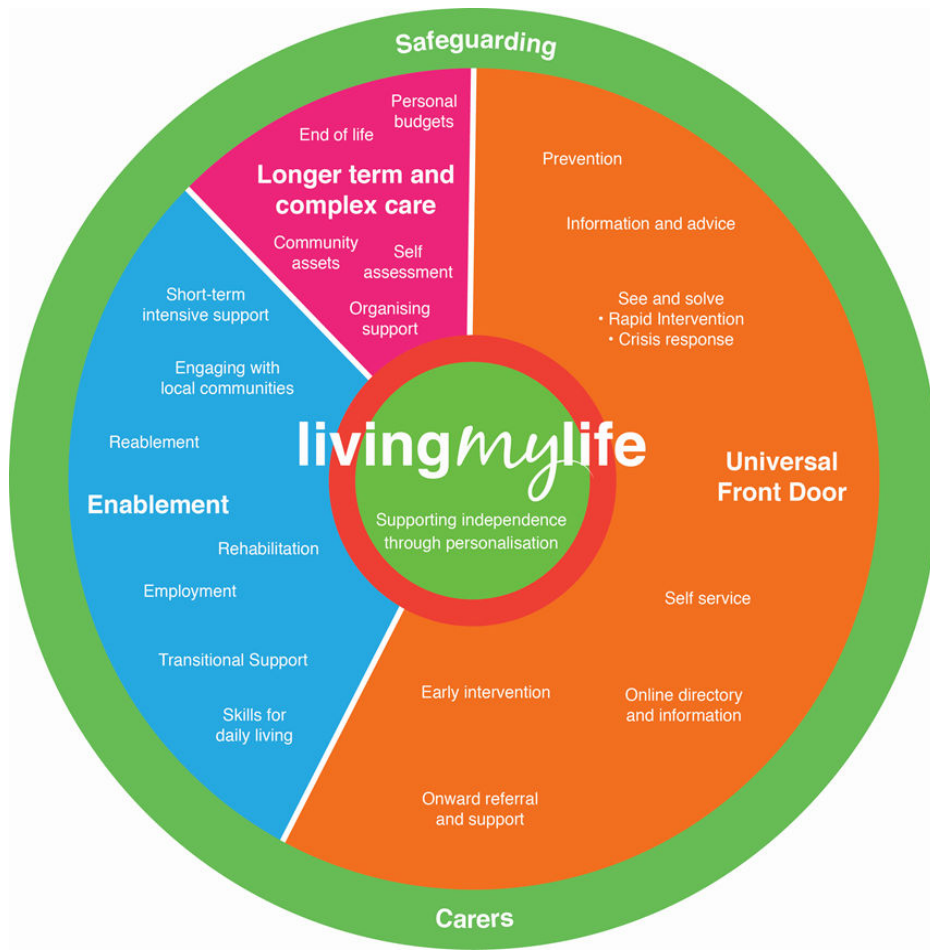 Safeguarding
Personal
budgets
End of life
Longer term and
complex care
Community
assets
Self
assessment
Organising
support
Prevention
Information and advice
See and solve
• Rapid Intervention
• Crisis response
Universal
Front Door
Self service
Online directory
and information
Early intervention
Onward referral
and support
Short-term
intensive support
Engaging with
local communities
Reablement
Enablement
Rehabilitation
Employment
Transitional Support
Skills for
daily living
livingmylife
Supporting independence
through personalisation
Carers